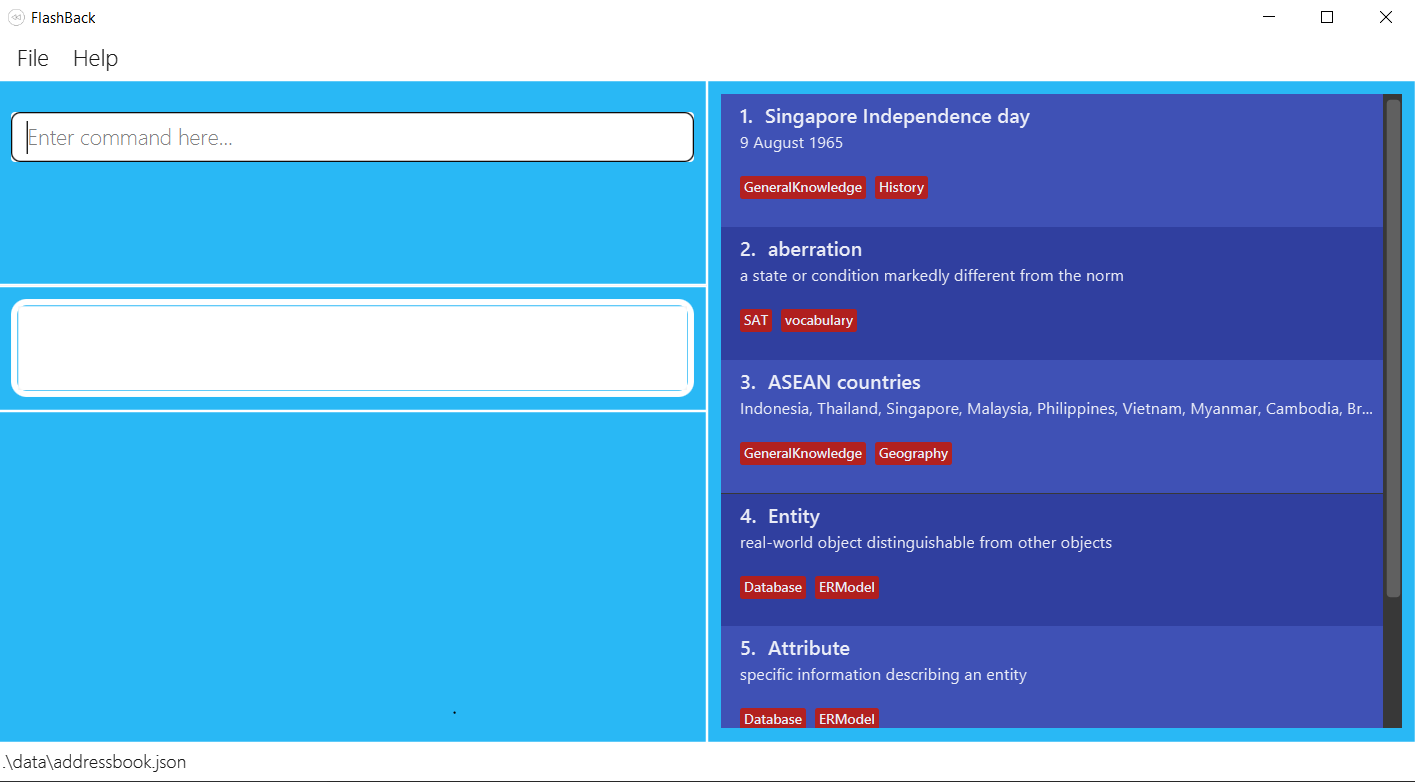 FlashBack
File Help
Enter command here...
1. Singapore Independence day
9 August 1965
GeneralKnowledge History
2. aberration
a state or condition markedly different from the norm
SAT vocabulary
3. ASEAN countries
Indonesia, Thailand, Singapore, Malaysia, Philippines, Vietnam, Myanmar, Cambodia, Br...
GeneralKnowledge Geography
4. Entity
real-world object distinguishable from other objects
Database ERModel
5. Attribute
specific information describing an entity
Database ERModel
.\data\addressbook.json